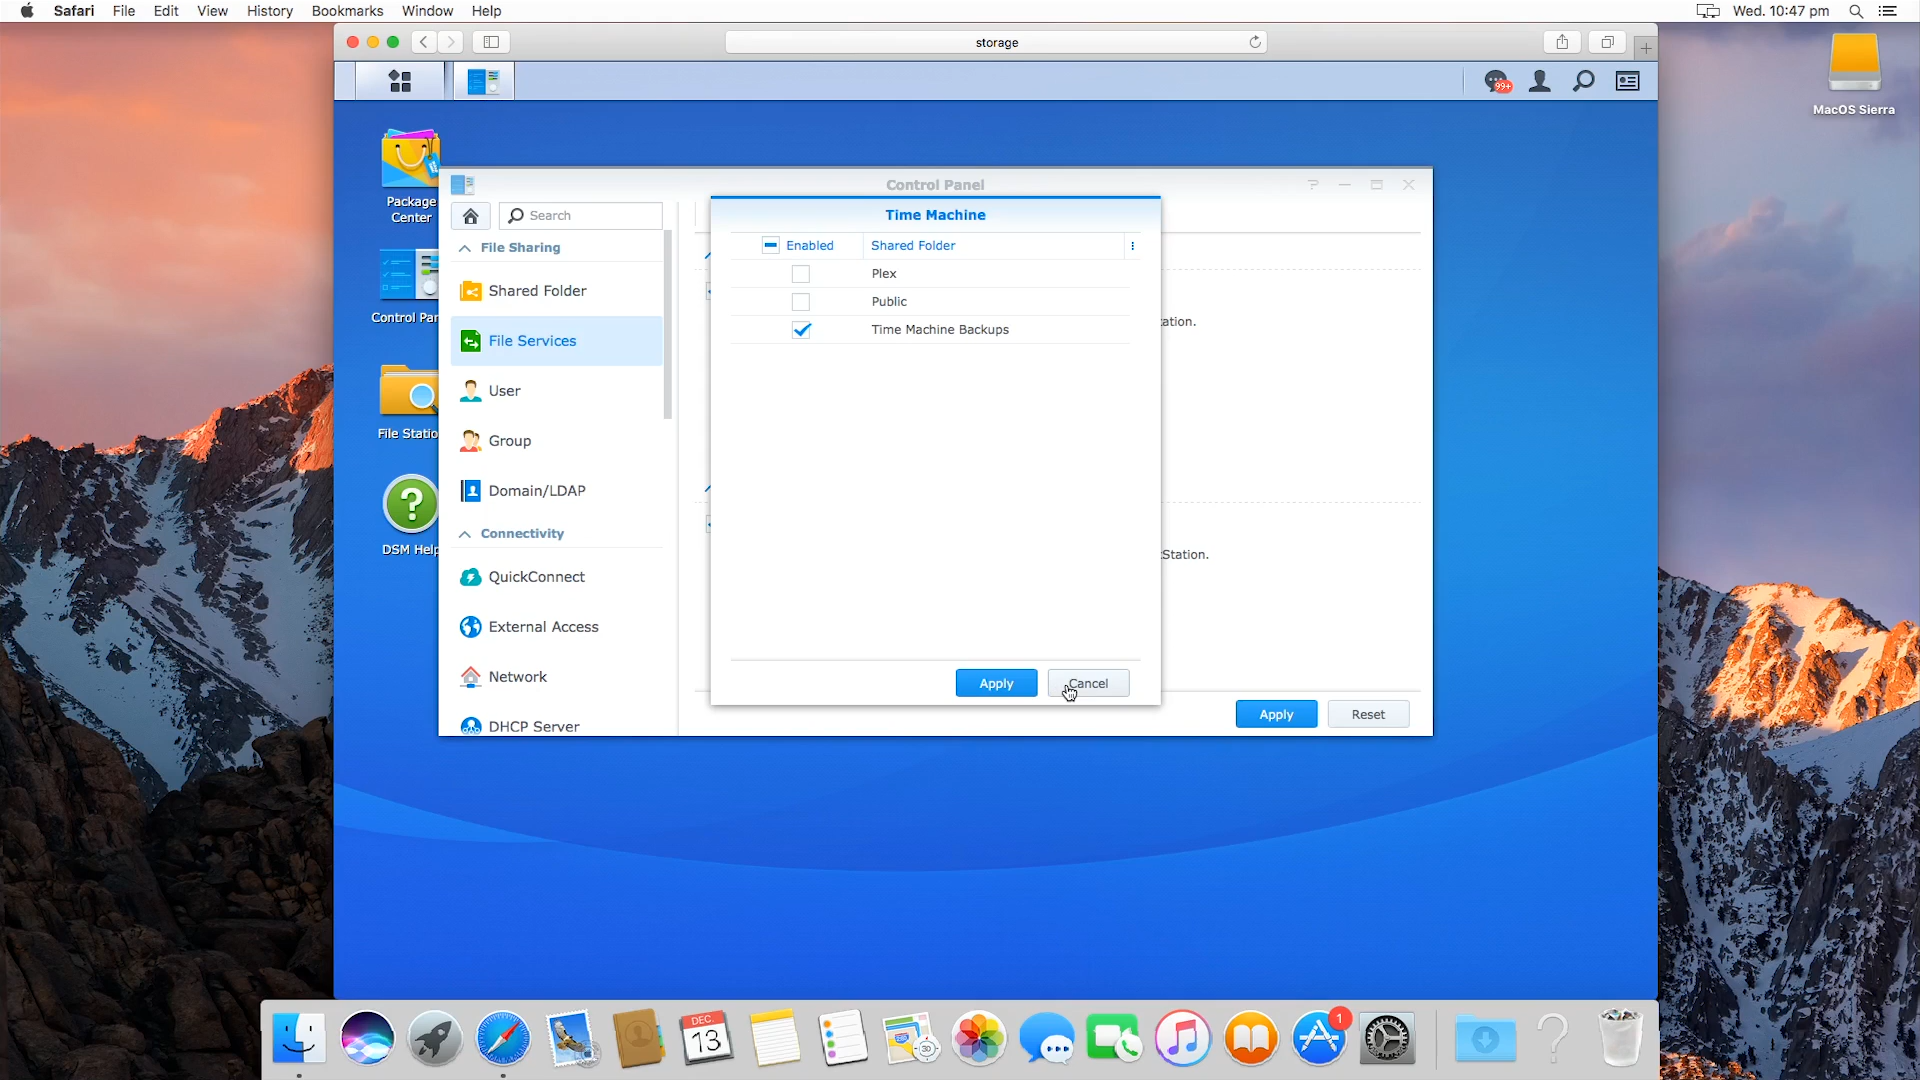 Safari File Edit View History Bookmarks Window Help Wed. 10:47 pm
storage
99+
MacOS Sierra
Package
Center
Control Pan
File Statio
DSM Help
Control Panel
Search
File Sharing
Shared Folder
File Services
User
Group
Domain/LDAP
Connectivity
QuickConnect
External Access
Network
DHCP Server
Time Machine
Enabled Shared Folder
Plex
Public
Time Machine Backups
ation.
Station.
Apply Cancel
Apply Reset
DEC.
13
1